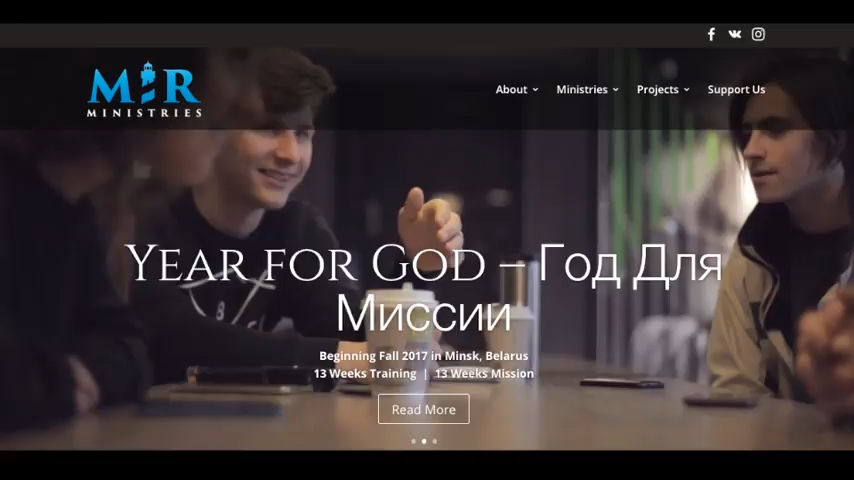 MIR
MINISTRIES
About
Ministries
Projects
Support Us
Year for God – Год Для
Миссии
Beginning Fall 2017 in Minsk, Belarus
13 Weeks Training | 13 Weeks Mission
Read More